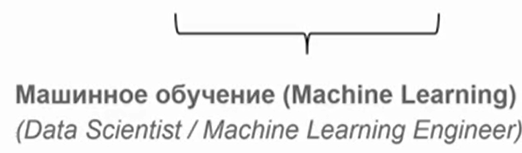 Машинное обучение (Machine Learning)
(Data Scientist / Machine Learning Engineer)